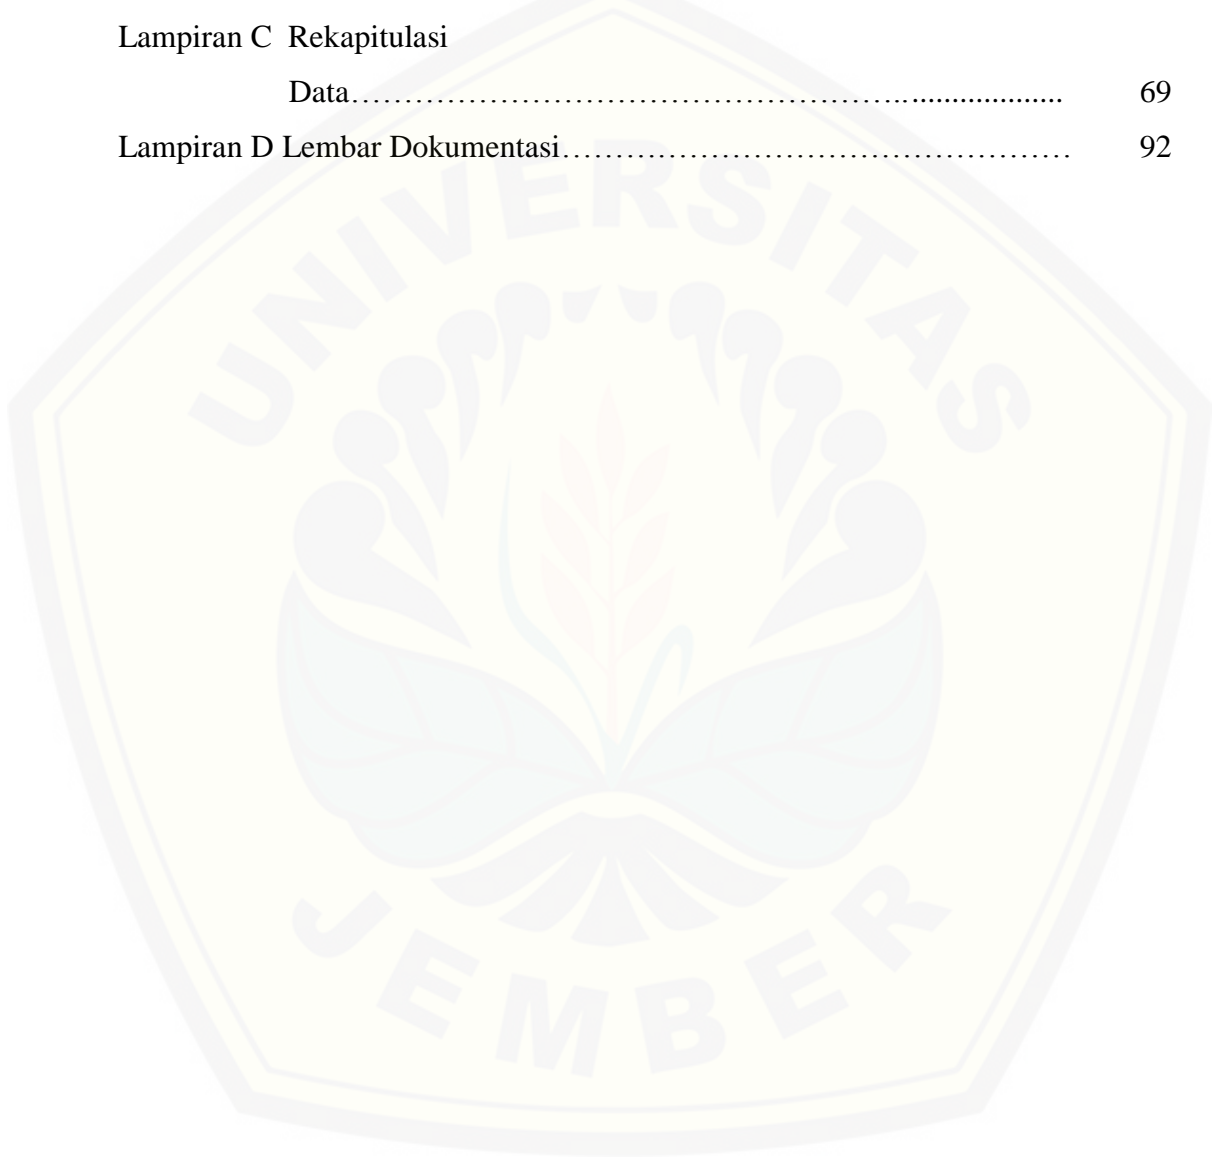 Lampiran C  Rekapitulasi
Data…………………………………………….................... 69
Lampiran D Lembar Dokumentasi………………………………………… 92
UNIVERSITAS
JEMBER